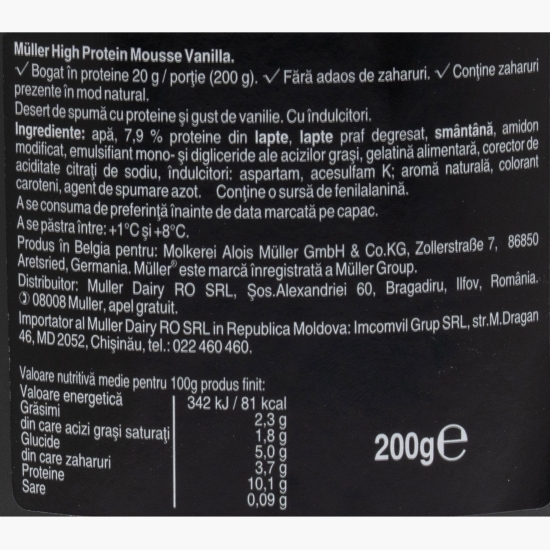 Müller High Protein Mousse Vanilla.
✓ Bogat în proteine 20 g / porție (200 g). ✓ Fără adaos de zaharuri. ✓ Conține zaharuri
prezente în mod natural.
Desert de spumă cu proteine și gust de vanilie. Cu îndulcitori.
Ingrediente: apă, 7,9 % proteine din lapte, lapte praf degresat, smântână, amidon
modificat, emulsifiant mono- și digliceride ale acizilor grași, gelatină alimentară, corector de
aciditate citrați de sodiu, îndulcitori: aspartam, acesulfam K; aromă naturală, colorant
caroteni, agent de spumare azot. Conține o sursă de fenilalanină.
A se consuma de preferință înainte de data marcată pe capac.
A se păstra între: +1°C și +8°C.
Produs în Belgia pentru: Molkerei Alois Müller GmbH & Co.KG, Zollerstraße 7, 86850
Aretsried, Germania. Müller® este marcă înregistrată a Müller Group.
Distribuitor: Muller Dairy RO SRL, Șos.Alexandriei 60, Bragadiru, Ilfov, România.
08008 Muller, apel gratuit.
Importator al Muller Dairy RO SRL in Republica Moldova: Imcomvil Grup SRL, str.M.Dragan
46, MD 2052, Chișinău, tel.: 022 460 460.
Valoare nutritivă medie pentru 100g produs finit:
Valoare energetică 342 kJ / 81 kcal
Grăsimi 2,3 g
din care acizi grași saturați 1,8 g
Glucide 5,0 g
din care zaharuri 3,7 g
Proteine 10,1 g
Sare 0,09 g
200g e